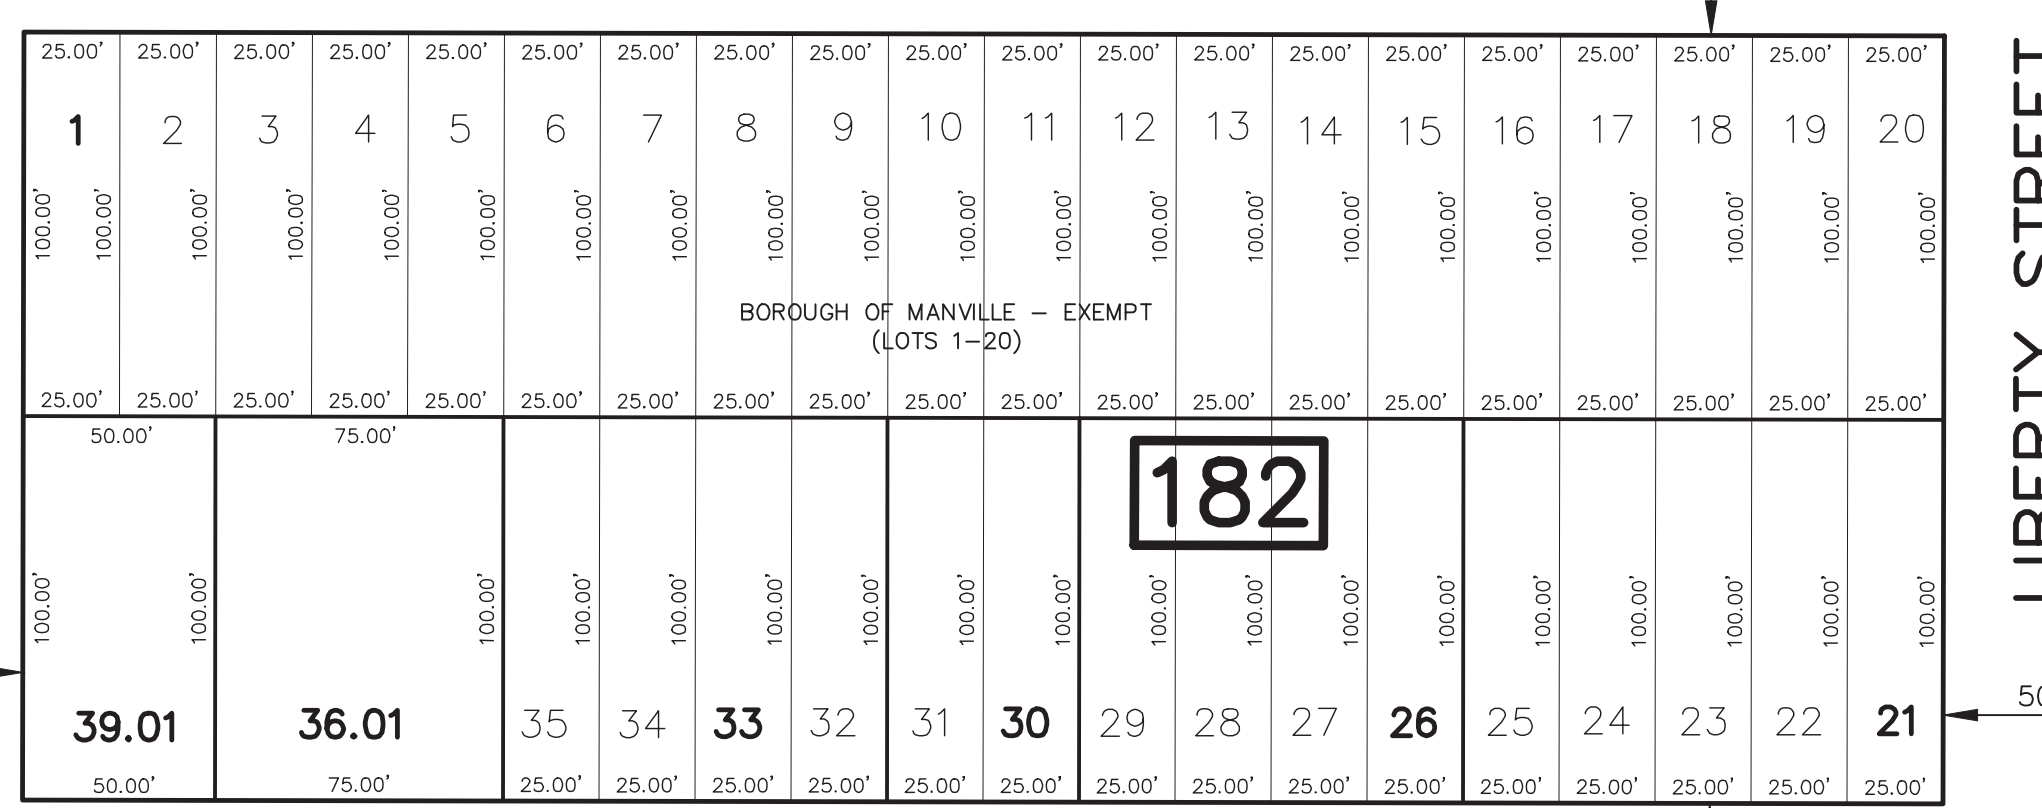 25.00' 25.00' 25.00' 25.00' 25.00' 25.00' 25.00' 25.00' 25.00' 25.00' 25.00' 25.00' 25.00' 25.00' 25.00' 25.00' 25.00' 25.00' 25.00' 25.00'
1 2 3 4 5 6 7 8 9 10 11 12 13 14 15 16 17 18 19 20
100.00' 100.00' 100.00' 100.00' 100.00' 100.00' 100.00' 100.00' 100.00' 100.00' 100.00' 100.00' 100.00' 100.00' 100.00' 100.00' 100.00' 100.00' 100.00' 100.00' 100.00'
BOROUGH OF MANVILLE – EXEMPT
(LOTS 1–20)
25.00' 25.00' 25.00' 25.00' 25.00' 25.00' 25.00' 25.00' 25.00' 25.00' 25.00' 25.00' 25.00' 25.00' 25.00' 25.00' 25.00' 25.00' 25.00' 25.00'
50.00' 75.00'
182
100.00' 100.00' 100.00' 100.00' 100.00' 100.00' 100.00' 100.00' 100.00' 100.00' 100.00' 100.00' 100.00' 100.00' 100.00' 100.00' 100.00' 100.00'
39.01 36.01 35 34 33 32 31 30 29 28 27 26 25 24 23 22 21
50.00' 75.00' 25.00' 25.00' 25.00' 25.00' 25.00' 25.00' 25.00' 25.00' 25.00' 25.00' 25.00' 25.00' 25.00' 25.00' 25.00'
LIBERTY STREET